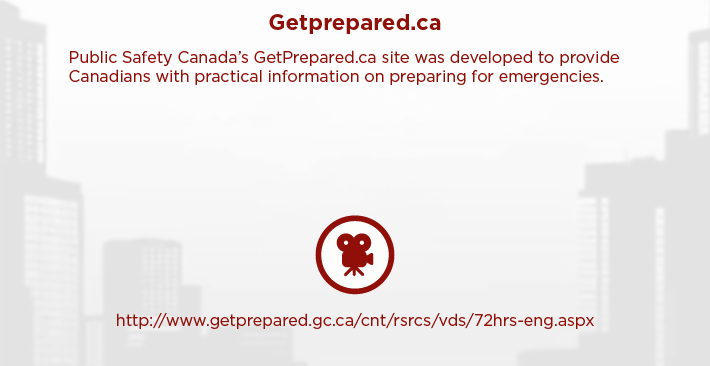 Getprepared.ca
Public Safety Canada’s GetPrepared.ca site was developed to provide
Canadians with practical information on preparing for emergencies.
http://www.getprepared.gc.ca/cnt/rsrcs/vds/72hrs-eng.aspx